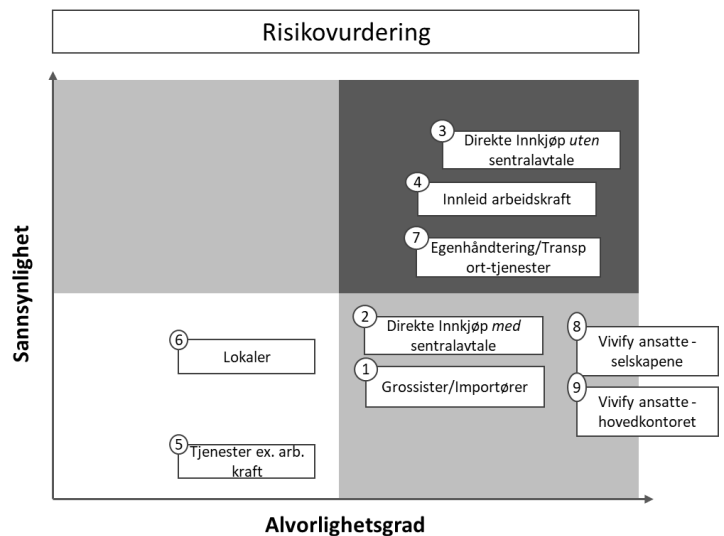 Risikovurdering
3
Direkte Innkjøp uten
sentralavtale
4
Innleid arbeidskraft
7
Egenhåndtering/Transp
ort-tjenester
Sannsynlighet
2
Direkte Innkjøp med
sentralavtale
8
Vivify ansatte -
selskapene
6
Lokaler
1
Grossister/Importører
9
Vivify ansatte -
hovedkontoret
5
Tjenester ex. arb.
kraft
Alvorlighetsgrad